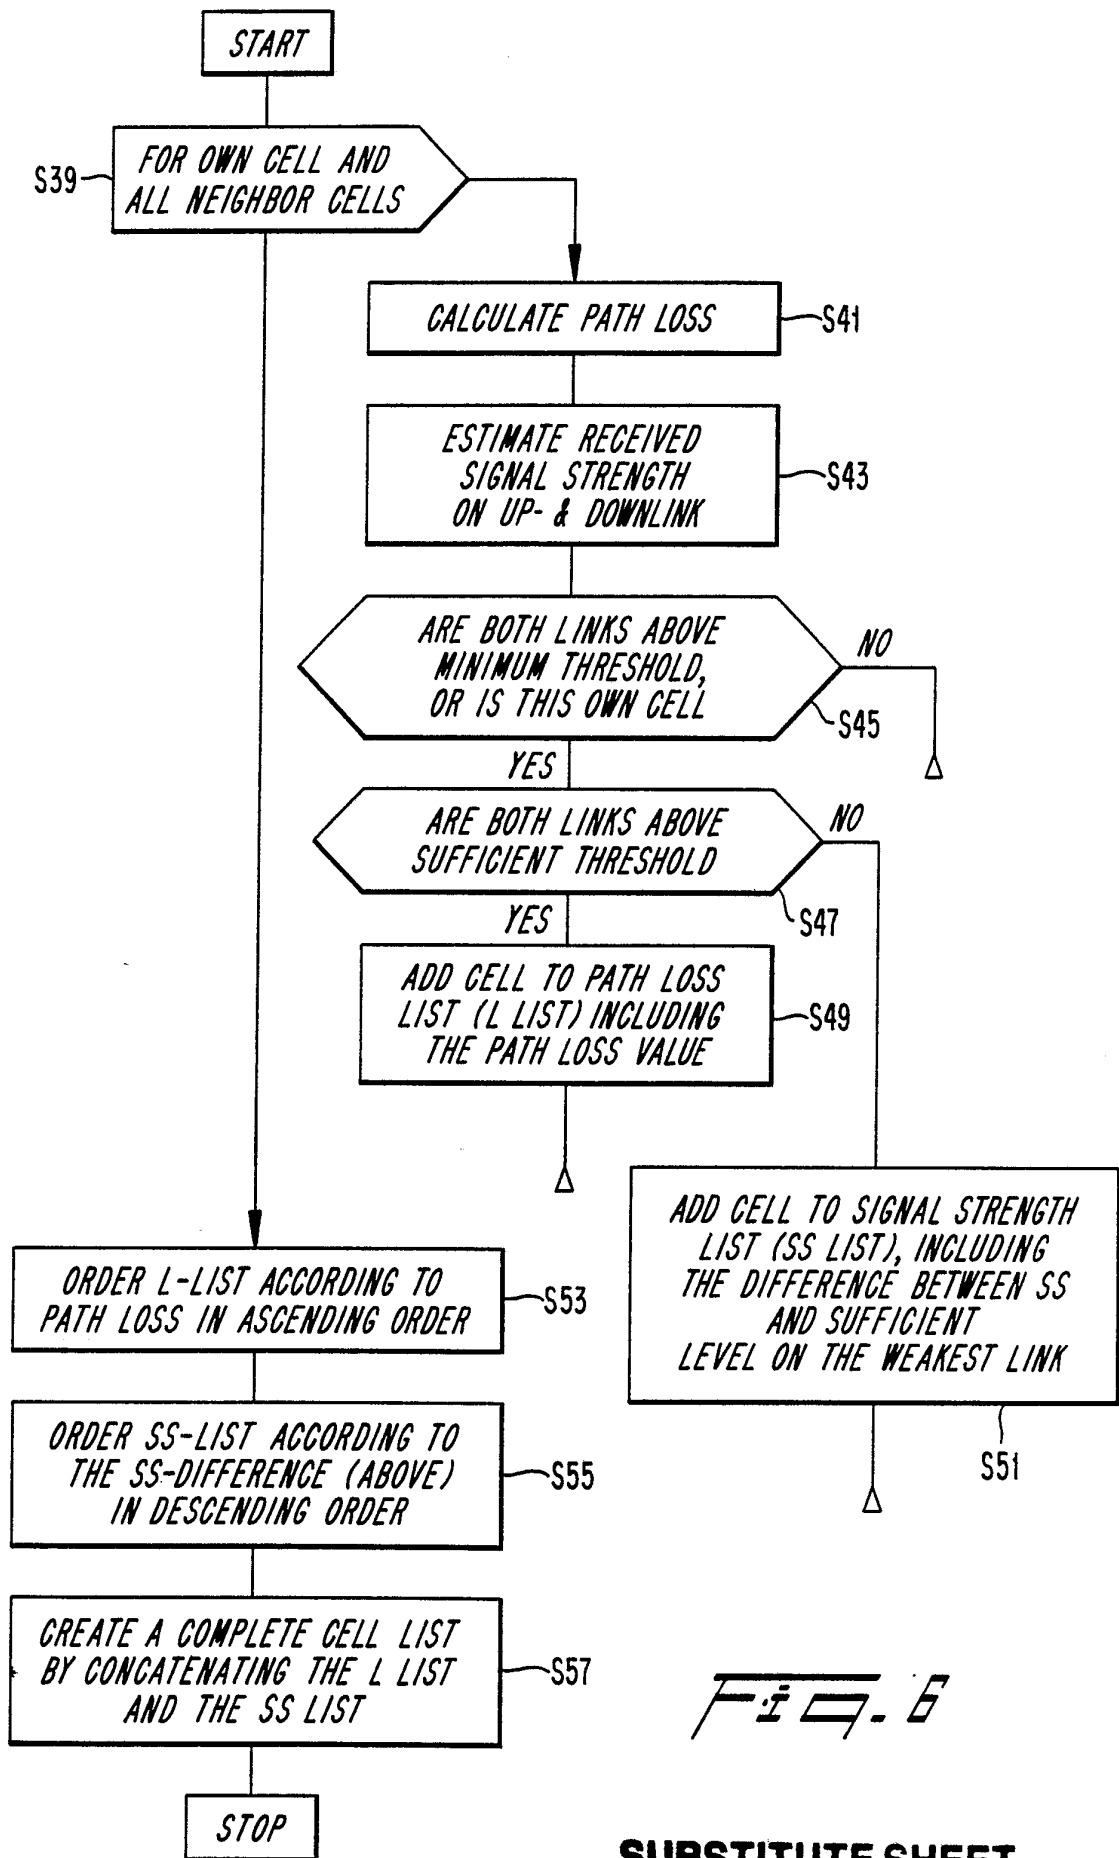 START
S39
FOR OWN CELL AND
ALL NEIGHBOR CELLS
CALCULATE PATH LOSS
S41
ESTIMATE RECEIVED
SIGNAL STRENGTH
ON UP- & DOWNLINK
S43
ARE BOTH LINKS ABOVE
MINIMUM THRESHOLD,
OR IS THIS OWN CELL
NO
S45
YES
ARE BOTH LINKS ABOVE
SUFFICIENT THRESHOLD
NO
S47
YES
ADD CELL TO PATH LOSS
LIST (L LIST) INCLUDING
THE PATH LOSS VALUE
S49
ADD CELL TO SIGNAL STRENGTH
LIST (SS LIST), INCLUDING
THE DIFFERENCE BETWEEN SS
AND SUFFICIENT
LEVEL ON THE WEAKEST LINK
S51
ORDER L-LIST ACCORDING TO
PATH LOSS IN ASCENDING ORDER
S53
ORDER SS-LIST ACCORDING TO
THE SS-DIFFERENCE (ABOVE)
IN DESCENDING ORDER
S55
CREATE A COMPLETE CELL LIST
BY CONCATENATING THE L LIST
AND THE SS LIST
S57
STOP
Fig. 6
SUBSTITUTE SHEET